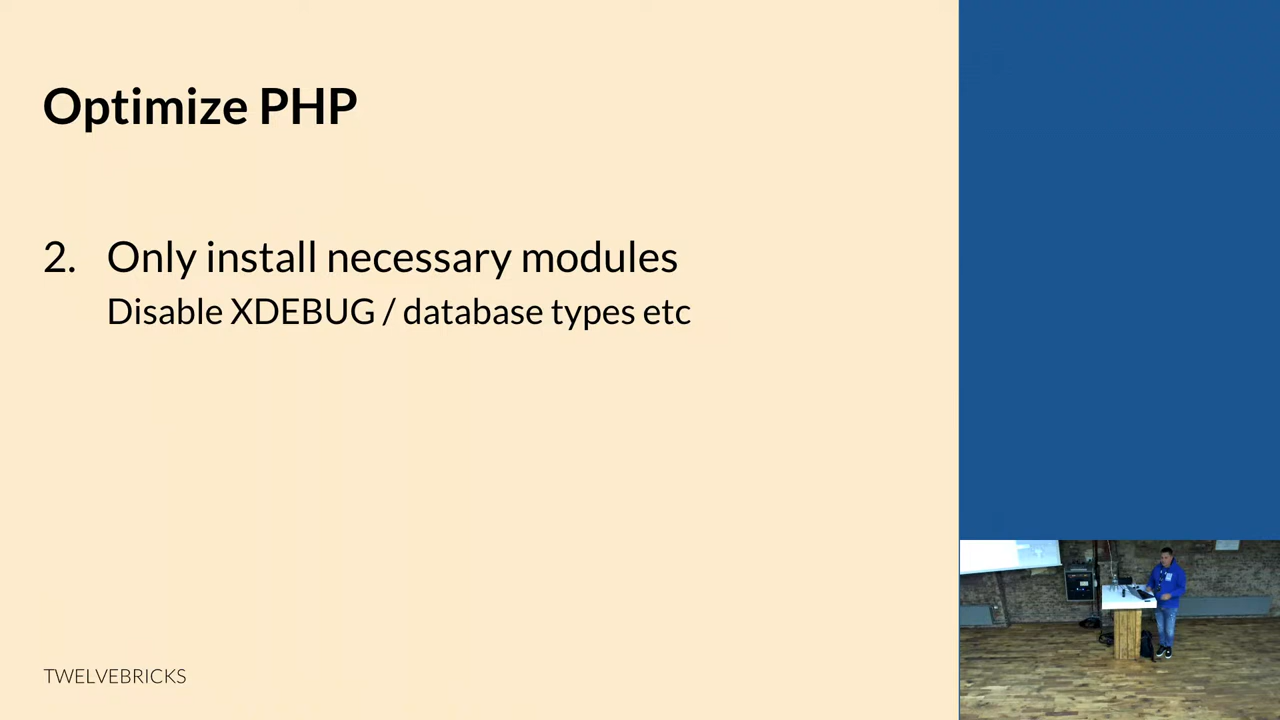 Optimize PHP
2. Only install necessary modules
Disable XDEBUG / database types etc
TWELVEBRICKS